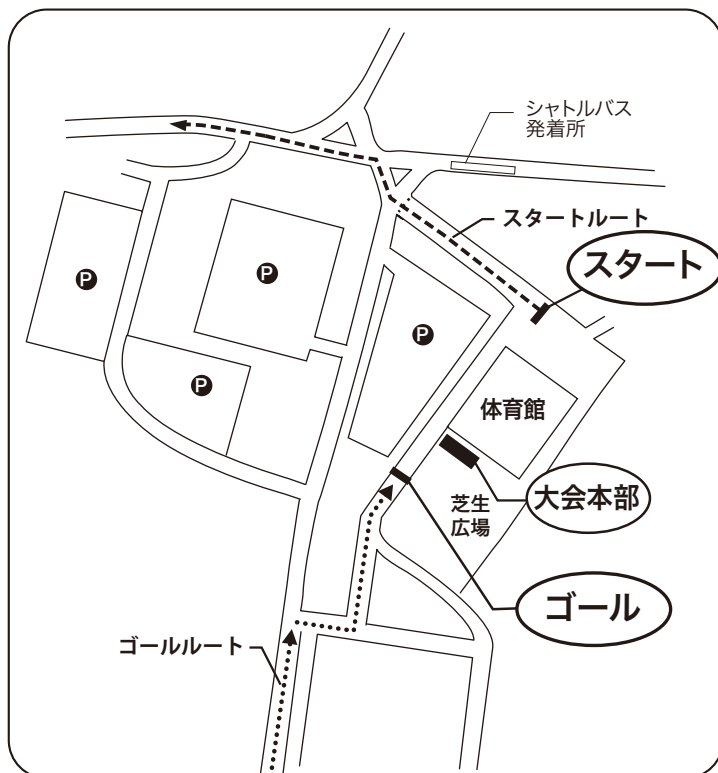 シャトルバス
発着所
スタートルート
スタート
P
P
P
P
体育館
大会本部
芝生
広場
ゴール
ゴールルート